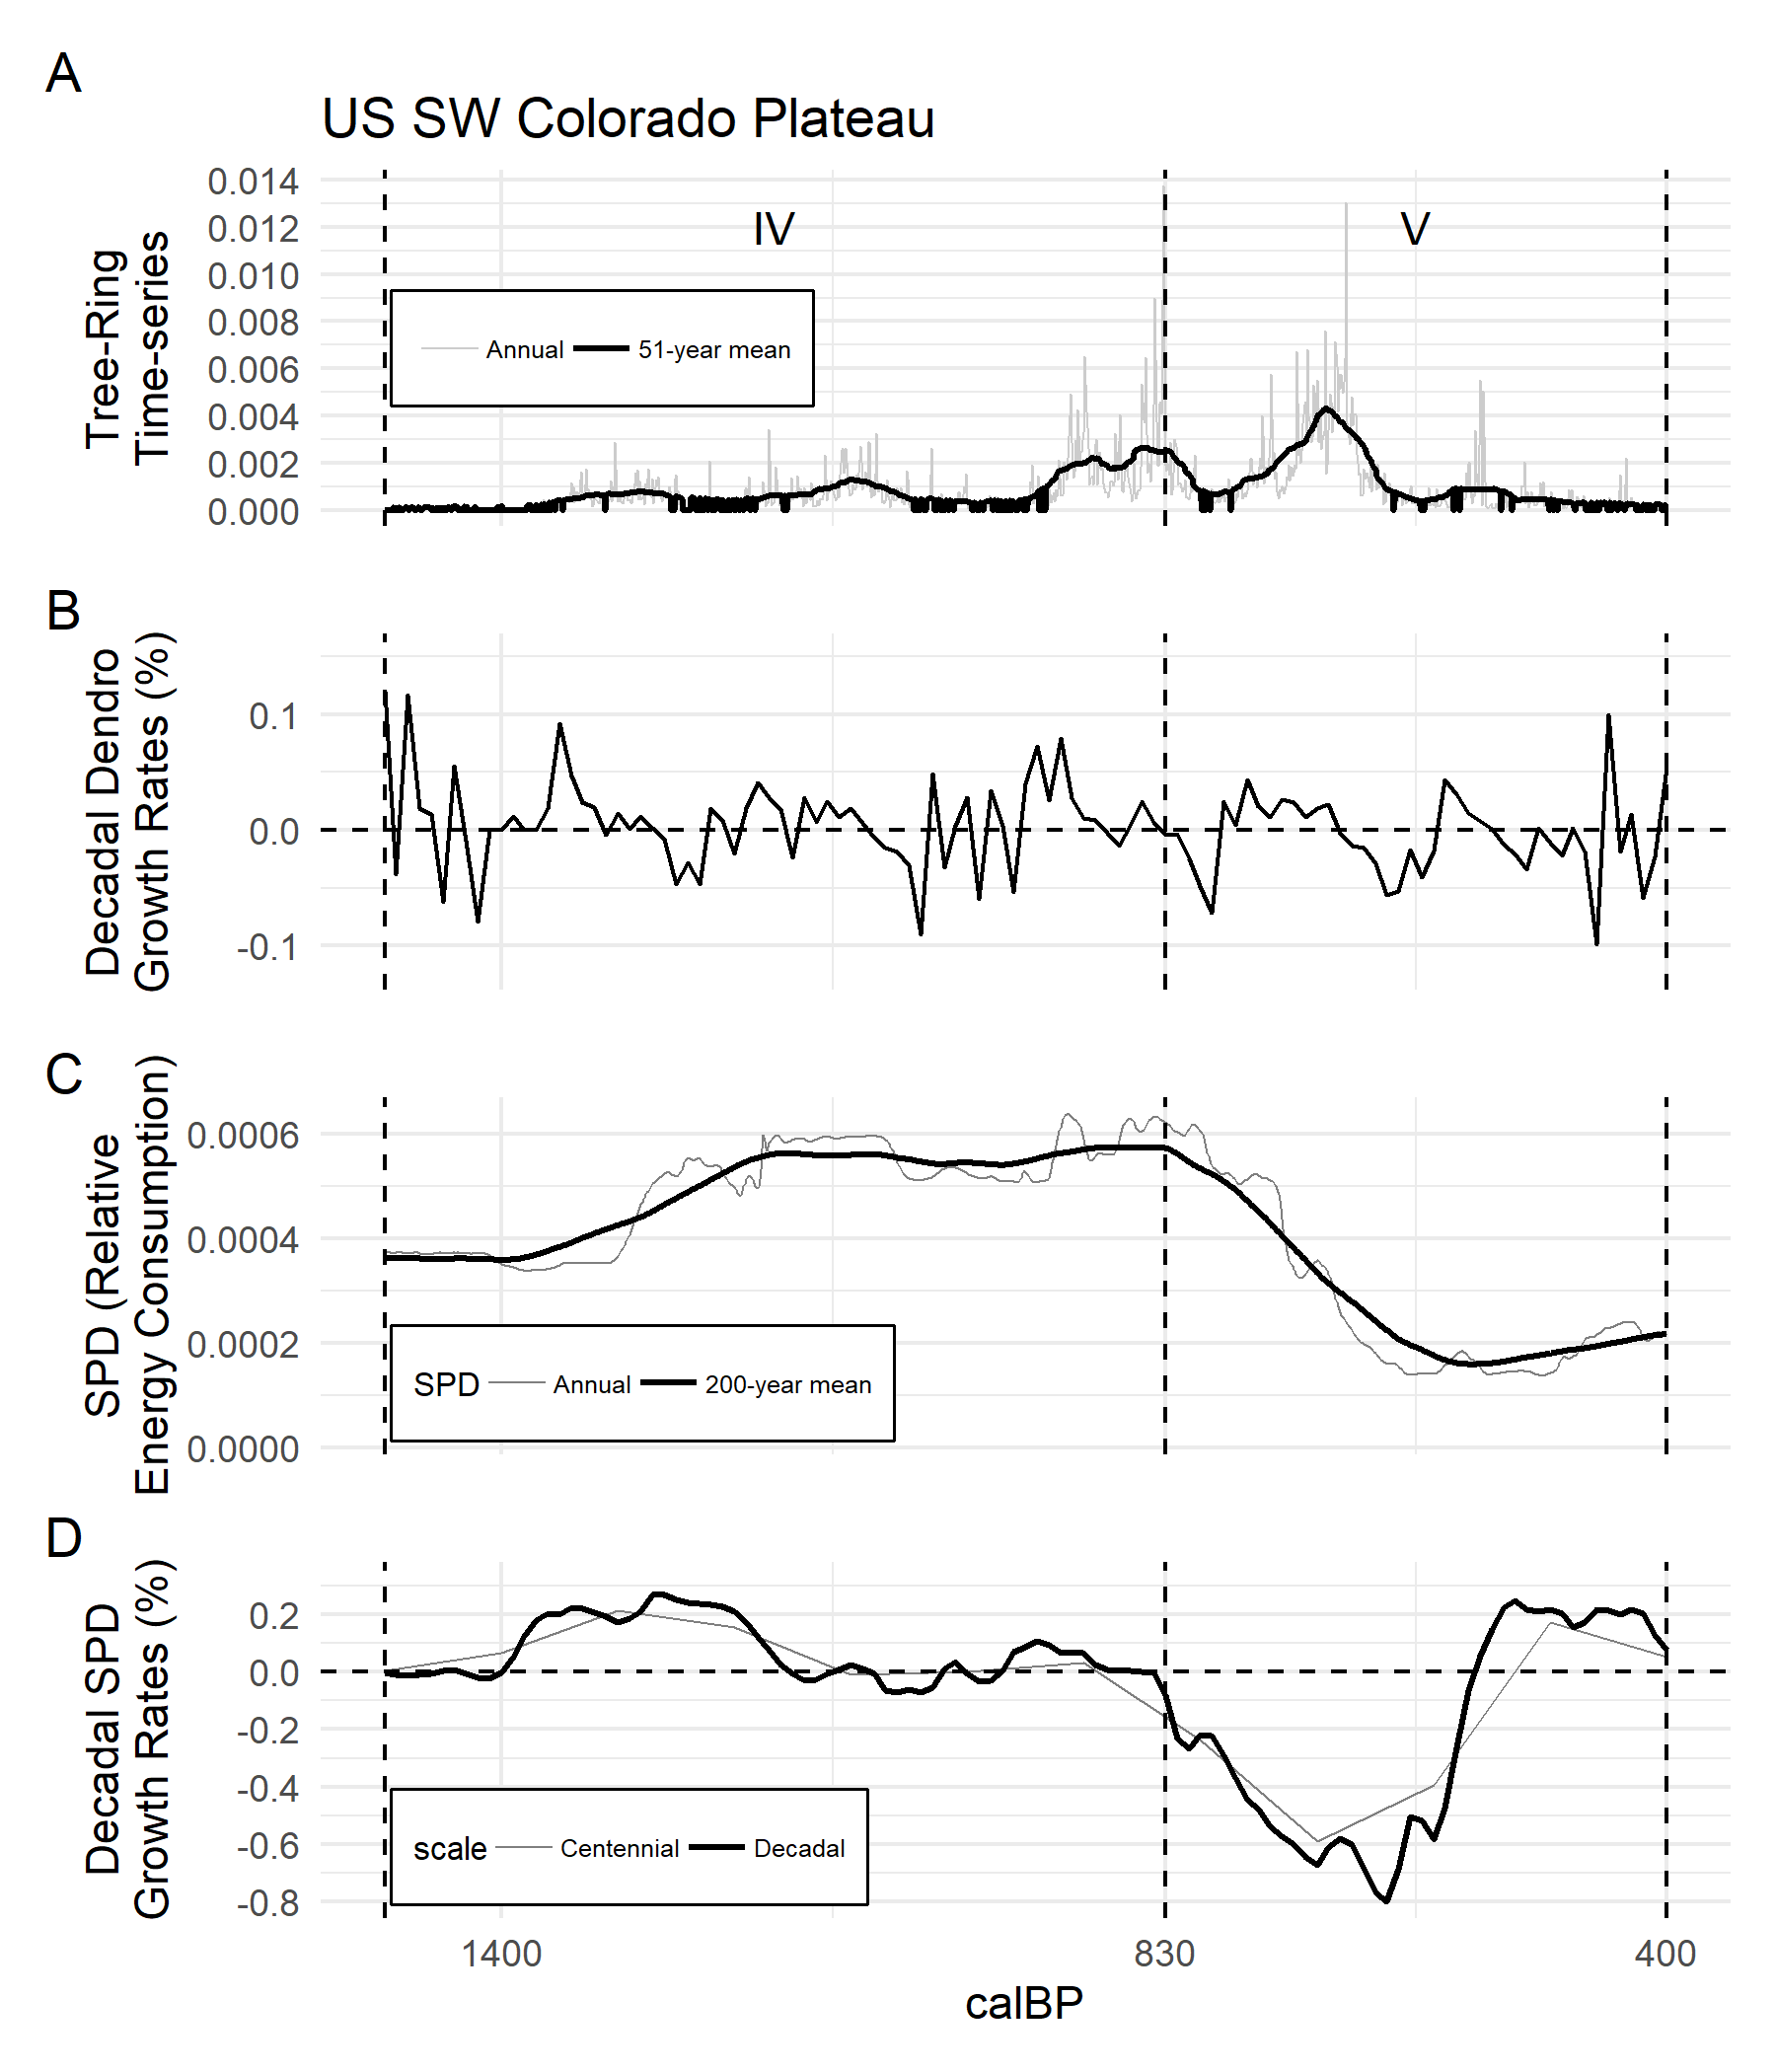 A
US SW Colorado Plateau
Tree-Ring
Time-series
0.014
0.012
0.010
0.008
0.006
0.004
0.002
0.000
IV
V
Annual 51-year mean
B
Decadal Dendro
Growth Rates (%)
0.1
0.0
-0.1
C
SPD (Relative
Energy Consumption)
0.0006
0.0004
0.0002
0.0000
SPD Annual 200-year mean
D
Decadal SPD
Growth Rates (%)
0.2
0.0
-0.2
-0.4
-0.6
-0.8
scale Centennial Decadal
1400 830 400
calBP